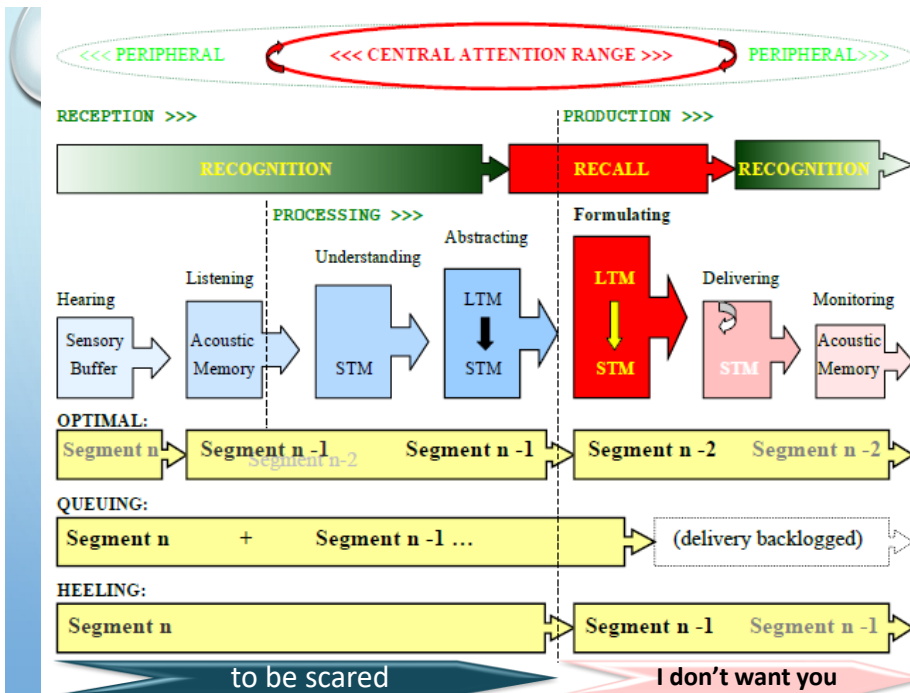 <<< PERIPHERAL <<< CENTRAL ATTENTION RANGE >>> PERIPHERAL>>>
RECEPTION >>> PRODUCTION >>>
RECOGNITION RECALL RECOGNITION
PROCESSING >>>
Formulating
Abstracting
Understanding
Listening Delivering
Hearing Monitoring
LTM LTM
Sensory Acoustic Acoustic
Buffer Memory STM STM STM STM Memory
OPTIMAL:
Segment n Segment n -1 Segment n -1 Segment n -2 Segment n -2
Segment n-2
QUEUING:
Segment n + Segment n -1 ... (delivery backlogged)
HEELING:
Segment n Segment n -1 Segment n -1
to be scared I don't want you